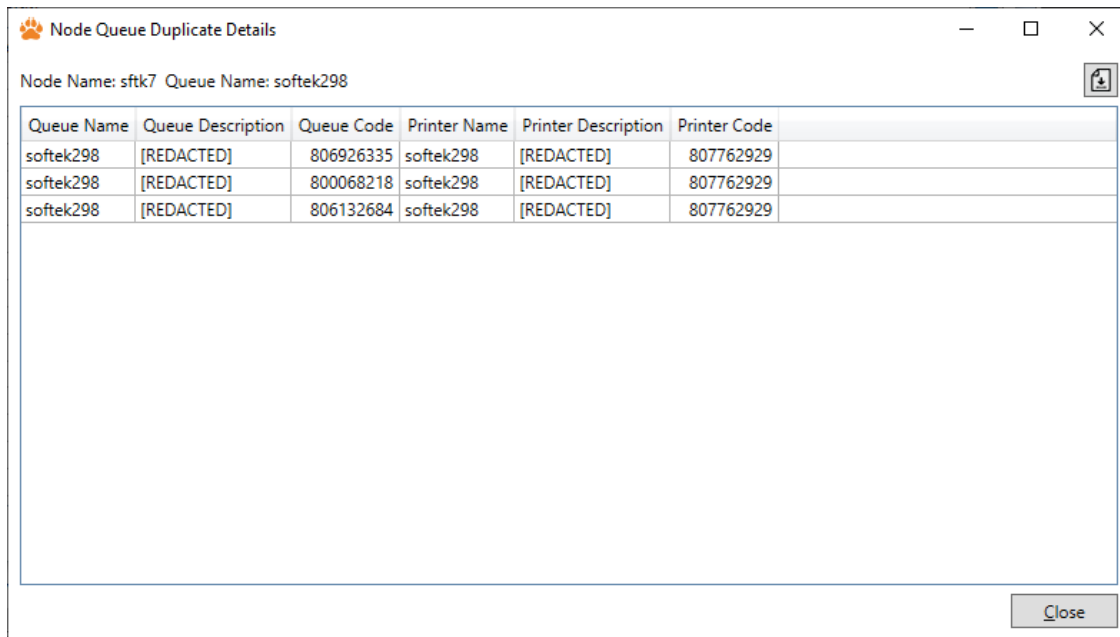 Node Queue Duplicate Details
Node Name: sftk7 Queue Name: softek298
Queue Name Queue Description Queue Code Printer Name Printer Description Printer Code
softek298 [REDACTED] 806926335 softek298 [REDACTED] 807762929
softek298 [REDACTED] 800068218 softek298 [REDACTED] 807762929
softek298 [REDACTED] 806132684 softek298 [REDACTED] 807762929
Close